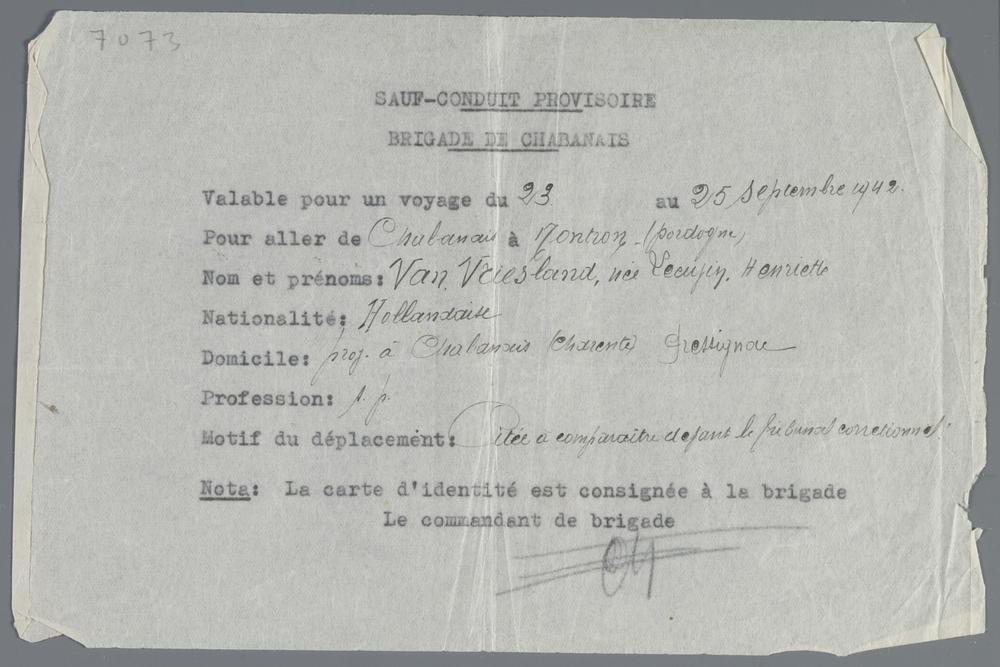 7073
SAUF-CONDUIT PROVISOIRE
BRIGADE DE CHABANAIS
Valable pour un voyage du 23 au 25 Septembre 1942.
Pour aller de Chabanais à Nontron (Dordogne)
Nom et prénoms: Van Vriesland, née Henriette
Nationalité: Hollandaise
Domicile: à Chabanais (Charente) Gressignac
Profession: s. p.
Motif du déplacement: Citée à comparaître devant le tribunal correctionnel.
Nota: La carte d'identité est consignée à la brigade
Le commandant de brigade